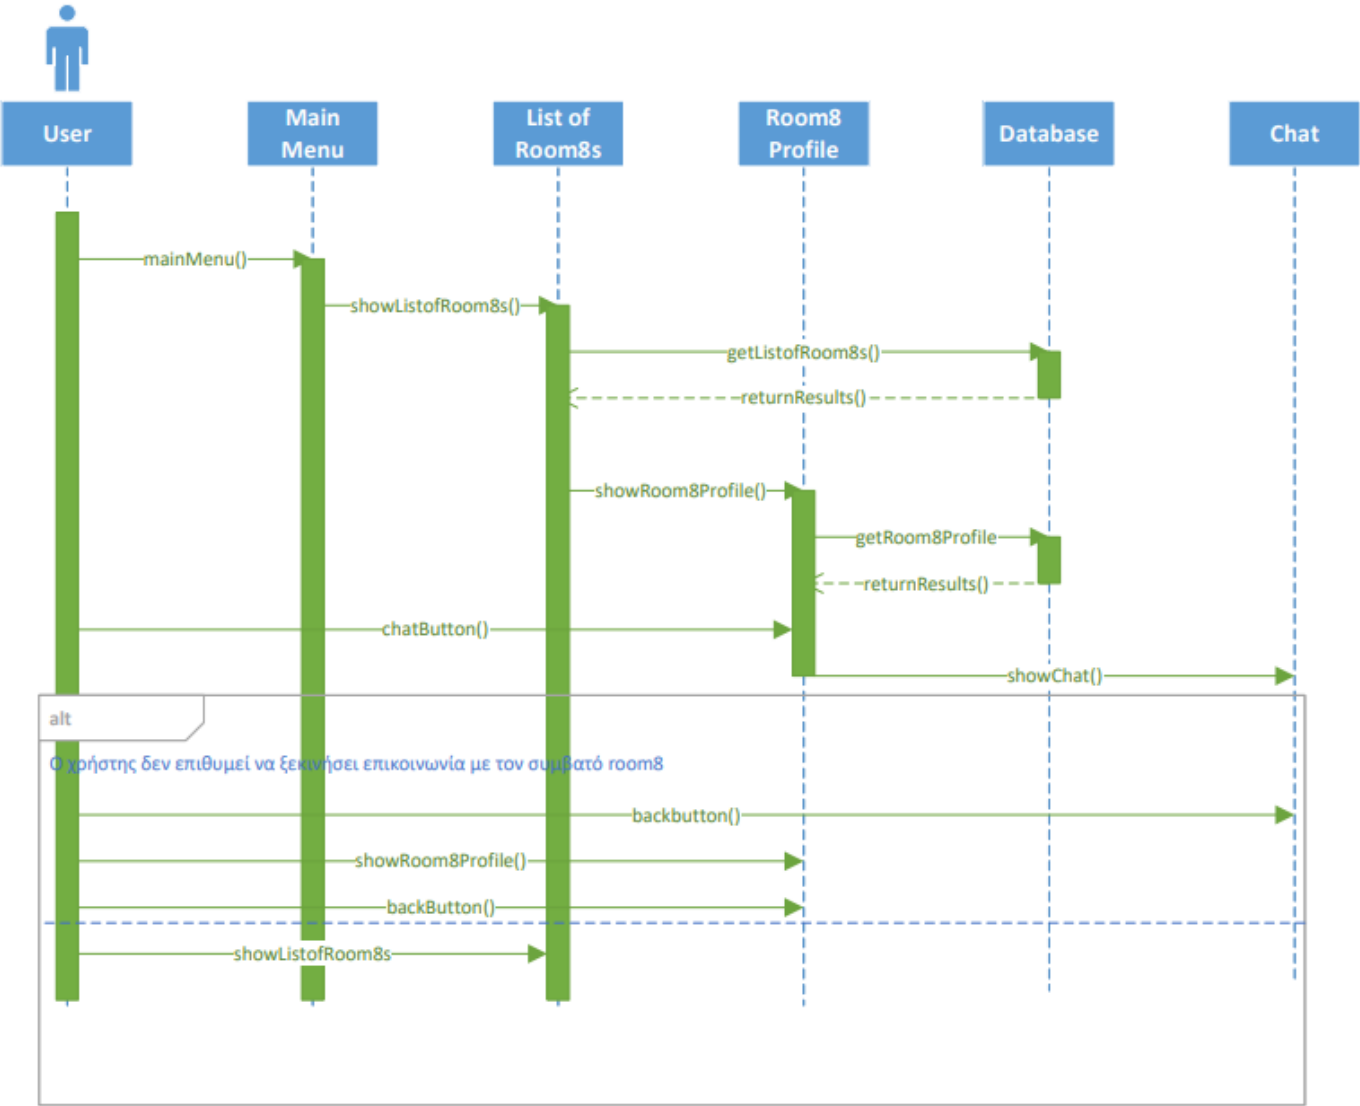 User
Main
Menu
List of
Room8s
Room8
Profile
Database
Chat
mainMenu()
showListofRoom8s()
getListofRoom8s()
returnResults()
showRoom8Profile()
getRoom8Profile
returnResults()
chatButton()
showChat()
alt
Ο χρήστης δεν επιθυμεί να ξεκινήσει επικοινωνία με τον συμβατό room8
backbutton()
showRoom8Profile()
backButton()
showListofRoom8s